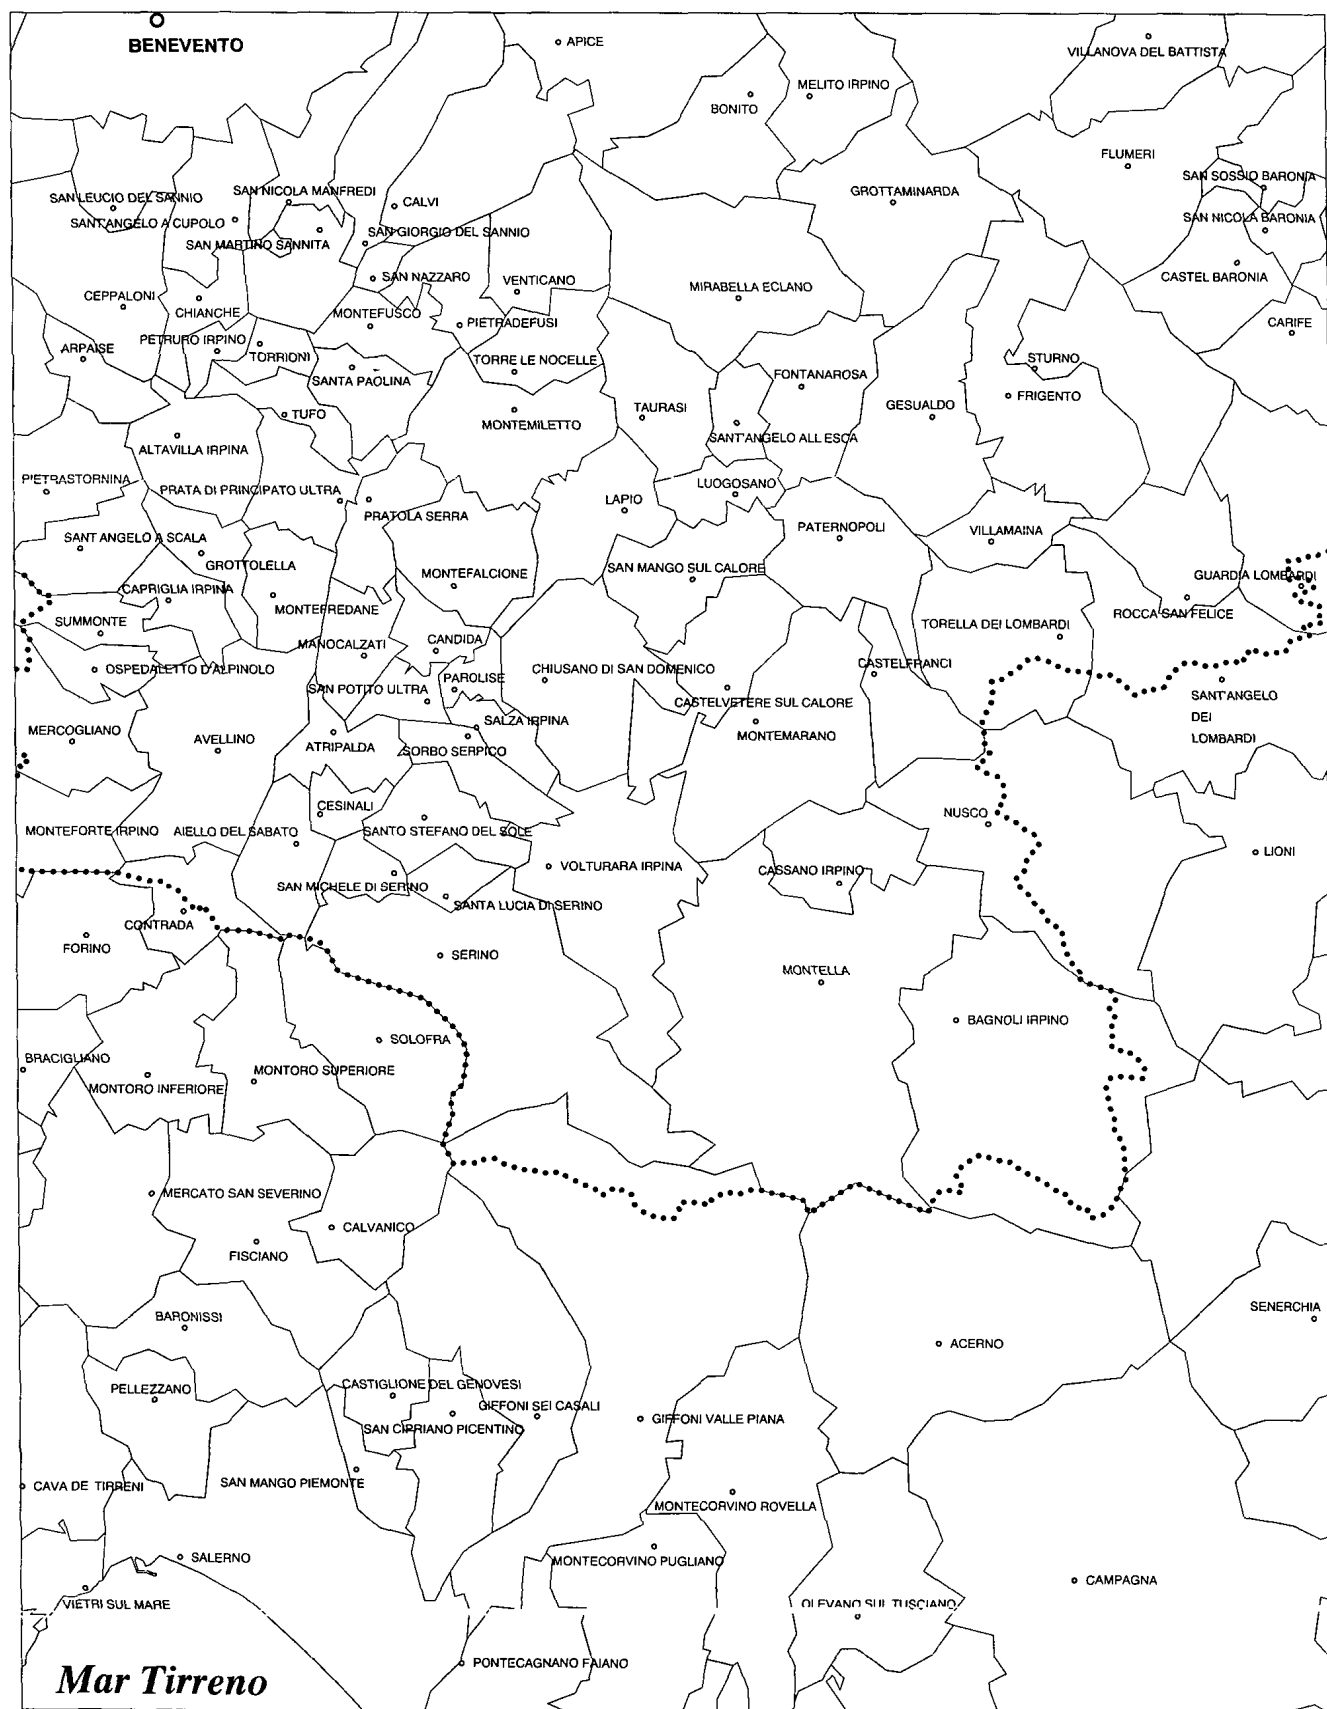 BENEVENTO
APICE
VILLANOVA DEL BATTISTA
MELITO IRPINO
BONITO
FLUMERI
SAN SOSSIO BARONIA
SAN LEUCIO DEL SANNIO
SAN NICOLA MANFREDI
CALVI
GROTTAMINARDA
SANT'ANGELO A CUPOLO
SAN NICOLA BARONIA
SAN GIORGIO DEL SANNIO
SAN MARTINO SANNITA
SAN NAZZARO
VENTICANO
CASTEL BARONIA
MIRABELLA ECLANO
CEPPALONI
CHIANCHE
MONTEFUSCO
PIETRADEFUSI
CARIFE
PETRURO IRPINO
ARPAISE
TORRIONI
TORRE LE NOCELLE
STURNO
SANTA PAOLINA
FONTANAROSA
FRIGENTO
TUFO
TAURASI
GESUALDO
MONTEMILETTO
SANT'ANGELO ALL ESCA
ALTAVILLA IRPINA
PIETRASTORNINA
LUOGOSANO
PRATA DI PRINCIPATO ULTRA
LAPIO
PRATOLA SERRA
PATERNOPOLI
VILLAMAINA
SANT ANGELO A SCALA
GROTTOLELLA
SAN MANGO SUL CALORE
MONTEFALCIONE
GUARDIA LOMBARDI
CAPRIGLIA IRPINA
MONTEFREDANE
ROCCA SAN FELICE
SUMMONTE
TORELLA DEI LOMBARDI
MANOCALZATI
CANDIDA
OSPEDALETTO D'ALPINOLO
CHIUSANO DI SAN DOMENICO
CASTELFRANCI
PAROLISE
SAN POTITO ULTRA
SANT'ANGELO
DEI
LOMBARDI
CASTELVETERE SUL CALORE
SALZA IRPINA
MERCOGLIANO
AVELLINO
ATRIPALDA
SORBO SERPICO
MONTEMARANO
CESINALI
NUSCO
MONTEFORTE IRPINO
AIELLO DEL SABATO
SANTO STEFANO DEL SOLE
LIONI
VOLTURARA IRPINA
CASSANO IRPINO
SAN MICHELE DI SERINO
SANTA LUCIA DI SERINO
CONTRADA
FORINO
SERINO
MONTELLA
BAGNOLI IRPINO
SOLOFRA
BRACIGLIANO
MONTORO SUPERIORE
MONTORO INFERIORE
MERCATO SAN SEVERINO
CALVANICO
FISCIANO
SENERCHIA
BARONISSI
ACERNO
CASTIGLIONE DEL GENOVESI
PELLEZZANO
GIFFONI SEI CASALI
GIFFONI VALLE PIANA
SAN CIPRIANO PICENTINO
SAN MANGO PIEMONTE
CAVA DE TIRRENI
MONTECORVINO ROVELLA
SALERNO
MONTECORVINO PUGLIANO
CAMPAGNA
VIETRI SUL MARE
OLEVANO SUL TUSCIANO
PONTECAGNANO FAIANO
Mar Tirreno